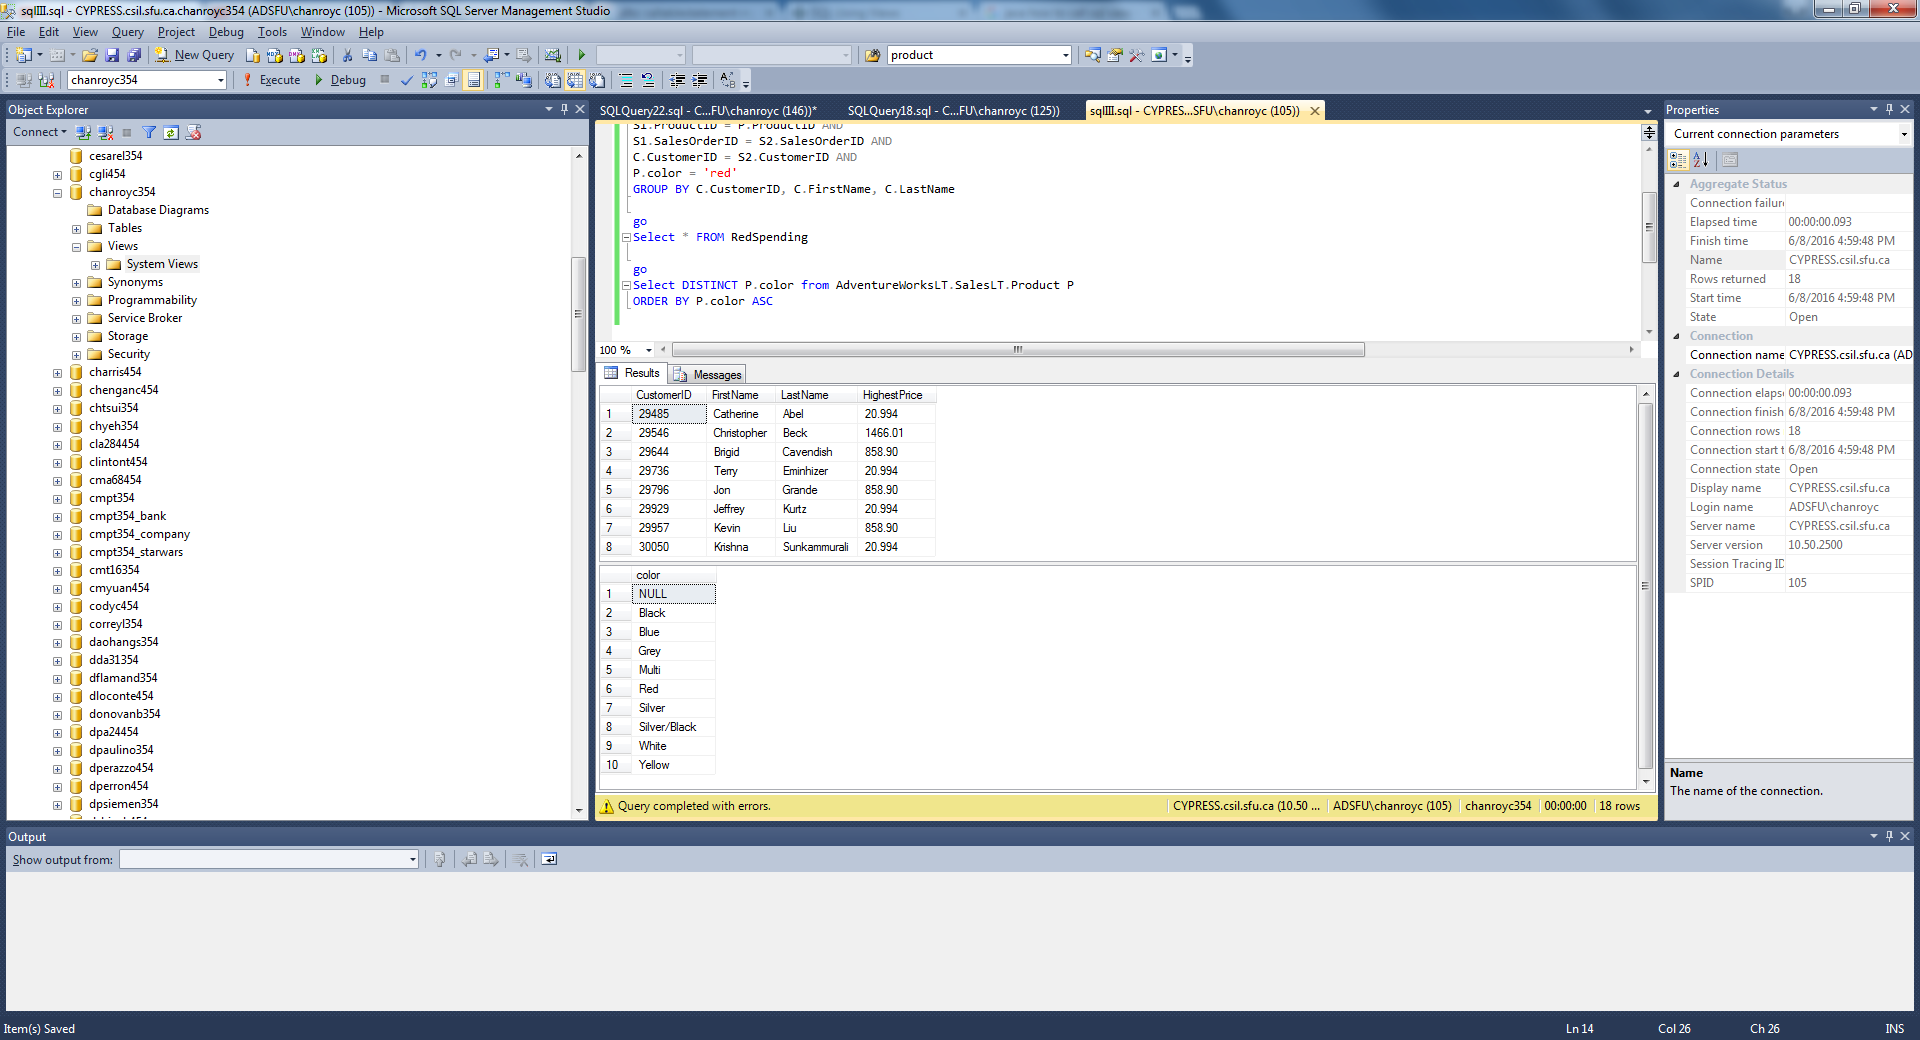 sqlIII.sql - CYPRESS.csil.sfu.ca.chanroyc354 (ADSFU\chanroyc (105)) - Microsoft SQL Server Management Studio
File Edit View Query Project Debug Tools Window Help
New Query
product
chanroyc354
Execute
Debug
Object Explorer
Connect
cesarel354
cgli454
chanroyc354
Database Diagrams
Tables
Views
System Views
Synonyms
Programmability
Service Broker
Storage
Security
charris454
chenganc454
chtsui354
chyeh354
cla284454
clintont454
cma68454
cmpt354
cmpt354_bank
cmpt354_company
cmpt354_starwars
cmt16354
cmyuan454
codyc454
correyl354
daohangs354
dda31354
dflamand354
dloconte454
donovanb354
dpa24454
dpaulino354
dperazzo454
dperron454
dpsiemen354
SQLQuery22.sql - C...FU\chanroyc (146))*
SQLQuery18.sql - C...FU\chanroyc (125))
sqlIII.sql - CYPRES...SFU\chanroyc (105))
S1.ProductID = P.ProductID AND
S1.SalesOrderID = S2.SalesOrderID AND
C.CustomerID = S2.CustomerID AND
P.color = 'red'
GROUP BY C.CustomerID, C.FirstName, C.LastName
go
Select * FROM RedSpending
go
Select DISTINCT P.color from AdventureWorksLT.SalesLT.Product P
ORDER BY P.color ASC
100 %
Results
Messages
CustomerID FirstName LastName HighestPrice
1 29485 Catherine Abel 20.994
2 29546 Christopher Beck 1466.01
3 29644 Brigid Cavendish 858.90
4 29736 Terry Eminhizer 20.994
5 29796 Jon Grande 858.90
6 29929 Jeffrey Kurtz 20.994
7 29957 Kevin Liu 858.90
8 30050 Krishna Sunkammurali 20.994
color
1 NULL
2 Black
3 Blue
4 Grey
5 Multi
6 Red
7 Silver
8 Silver/Black
9 White
10 Yellow
Query completed with errors.
CYPRESS.csil.sfu.ca (10.50 ...
ADSFU\chanroyc (105)
chanroyc354
00:00:00
18 rows
Properties
Current connection parameters
Aggregate Status
Connection failure
Elapsed time 00:00:00.093
Finish time 6/8/2016 4:59:48 PM
Name CYPRESS.csil.sfu.ca
Rows returned 18
Start time 6/8/2016 4:59:48 PM
State Open
Connection
Connection name CYPRESS.csil.sfu.ca (AD
Connection Details
Connection elaps 00:00:00.093
Connection finish 6/8/2016 4:59:48 PM
Connection rows 18
Connection start t 6/8/2016 4:59:48 PM
Connection state Open
Display name CYPRESS.csil.sfu.ca
Login name ADSFU\chanroyc
Server name CYPRESS.csil.sfu.ca
Server version 10.50.2500
Session Tracing ID
SPID 105
Name
The name of the connection.
Output
Show output from:
Item(s) Saved
Ln 14
Col 26
Ch 26
INS